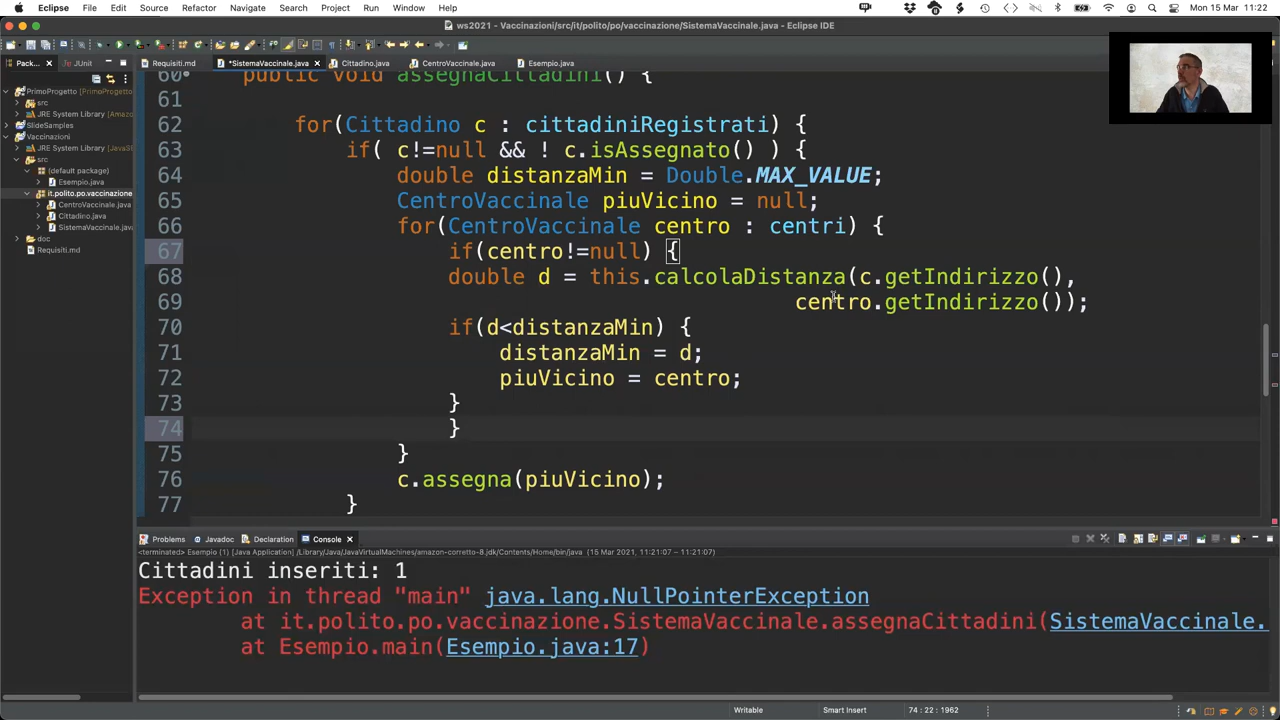 Eclipse File Edit Source Refactor Navigate Search Project Run Window Help Mon 15 Mar 11:22
ws2021 - Vaccinazioni/src/it/polito/po/vaccinazione/SistemaVaccinale.java - Eclipse IDE
Pack... JUnit Requisiti.md *SistemaVaccinale.java Cittadino.java CentroVaccinale.java Esempio.java
PrimoProgetto [PrimoProgetto]
src
JRE System Library [Amazo
SlideSamples
Vaccinazioni
JRE System Library [JavaS
src
(default package)
Esempio.java
it.polito.po.vaccinazione
CentroVaccinale.java
Cittadino.java
SistemaVaccinale.java
doc
Requisiti.md
60 public void assegnaCittadini() {
61
62 for(Cittadino c : cittadiniRegistrati) {
63 if( c!=null && ! c.isAssegnato() ) {
64 double distanzaMin = Double.MAX_VALUE;
65 CentroVaccinale piuVicino = null;
66 for(CentroVaccinale centro : centri) {
67 if(centro!=null) {
68 double d = this.calcolaDistanza(c.getIndirizzo(),
69 centro.getIndirizzo());
70 if(d<distanzaMin) {
71 distanzaMin = d;
72 piuVicino = centro;
73 }
74 }
75 }
76 c.assegna(piuVicino);
77 }
Problems Javadoc Declaration Console
<terminated> Esempio (1) [Java Application] /Library/Java/JavaVirtualMachines/amazon-corretto-8.jdk/Contents/Home/bin/java (15 Mar 2021, 11:21:07 – 11:21:07)
Cittadini inseriti: 1
Exception in thread "main" java.lang.NullPointerException
at it.polito.po.vaccinazione.SistemaVaccinale.assegnaCittadini(SistemaVaccinale.
at Esempio.main(Esempio.java:17)
Writable Smart Insert 74 : 22 : 1962